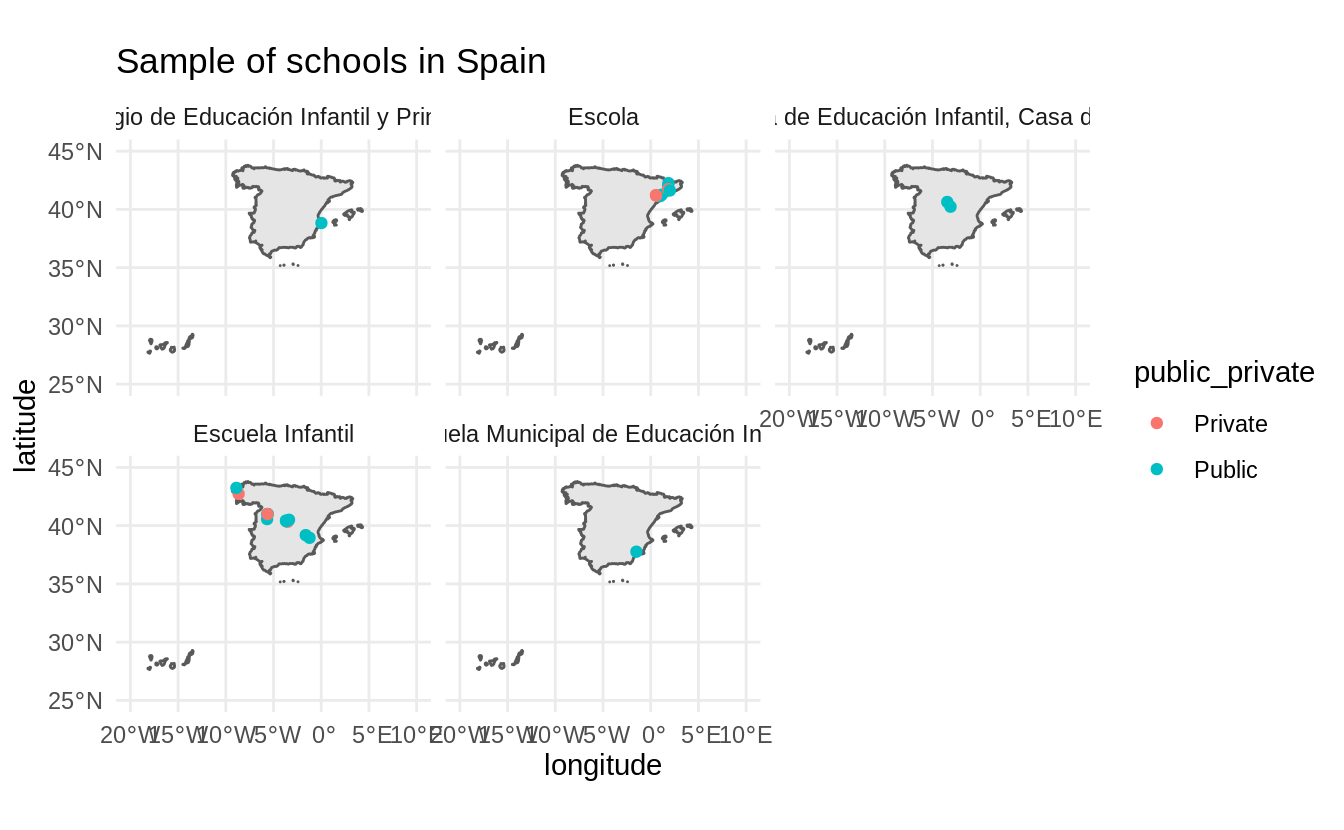 Sample of schools in Spain
gio de Educación Infantil y Prir
Escola
a de Educación Infantil, Casa d
45°N
40°N
35°N
30°N
25°N
20°W 15°W 10°W 5°W 0° 5°E 10°E
Escuela Infantil
uela Municipal de Educación In
45°N
40°N
35°N
30°N
25°N
20°W 15°W 10°W 5°W 0° 5°E 10°E
20°W 15°W 10°W 5°W 0° 5°E 10°E
longitude
latitude
public_private
Private
Public